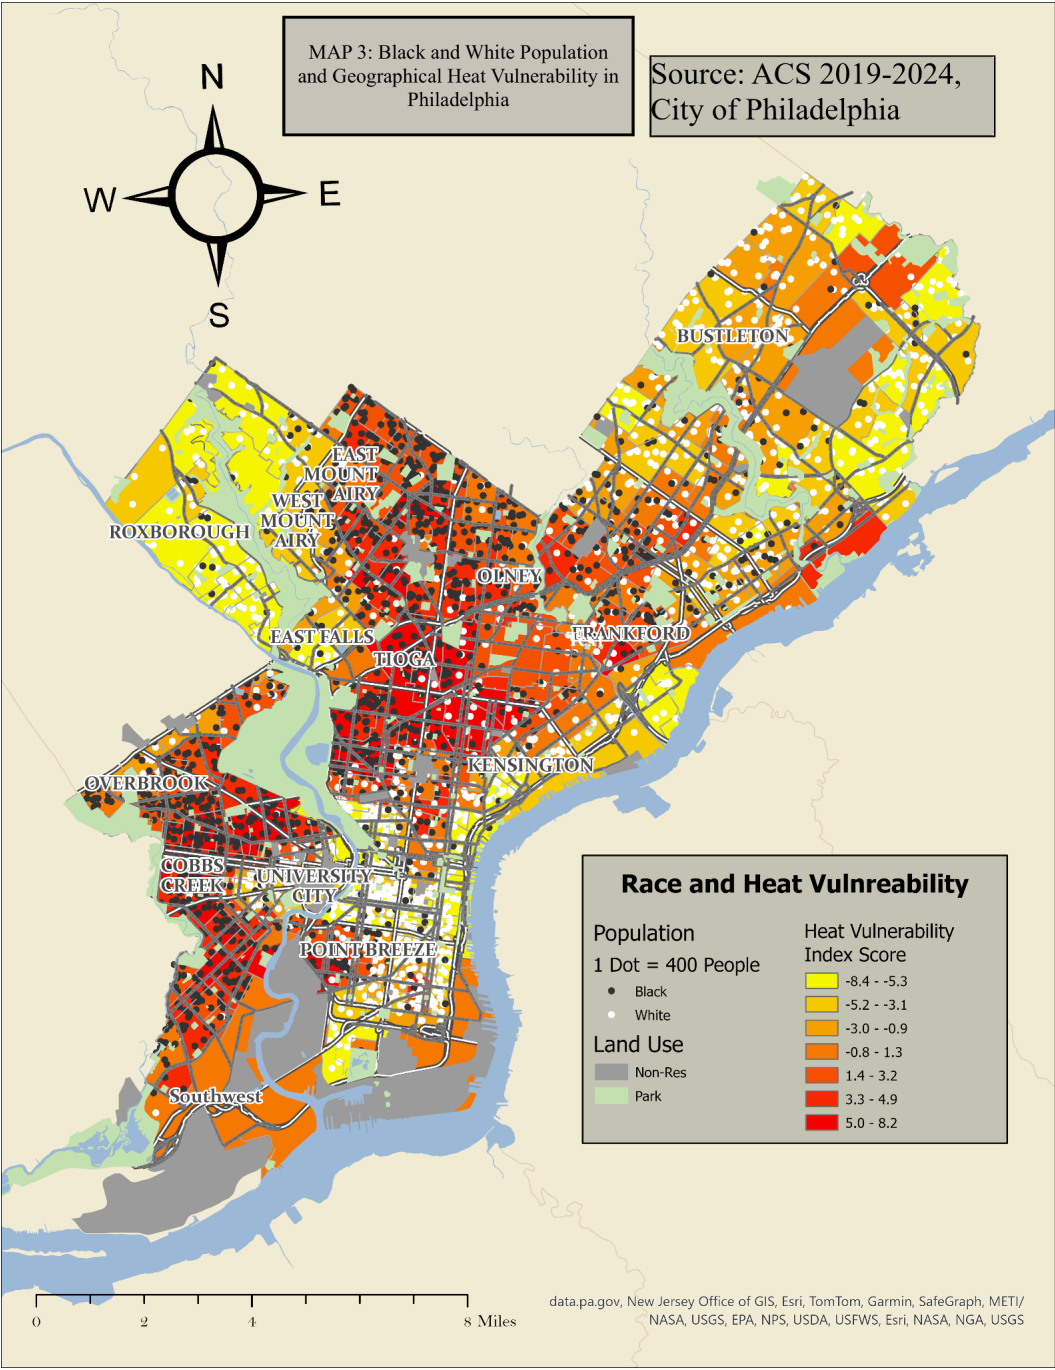 MAP 3: Black and White Population
and Geographical Heat Vulnerability in
Philadelphia
Source: ACS 2019-2024,
City of Philadelphia
N
W
E
S
BUSTLETON
EAST
MOUNT
AIRY
WEST
MOUNT
AIRY
ROXBOROUGH
OLNEY
EAST FALLS
FRANKFORD
TIOGA
KENSINGTON
OVERBROOK
COBBS
CREEK
UNIVERSITY
CITY
POINT BREEZE
Southwest
Race and Heat Vulnreability
Population
1 Dot = 400 People
Black
White
Land Use
Non-Res
Park
Heat Vulnerability
Index Score
-8.4 - -5.3
-5.2 - -3.1
-3.0 - -0.9
-0.8 - 1.3
1.4 - 3.2
3.3 - 4.9
5.0 - 8.2
0 2 4 8 Miles
data.pa.gov, New Jersey Office of GIS, Esri, TomTom, Garmin, SafeGraph, METI/
NASA, USGS, EPA, NPS, USDA, USFWS, Esri, NASA, NGA, USGS